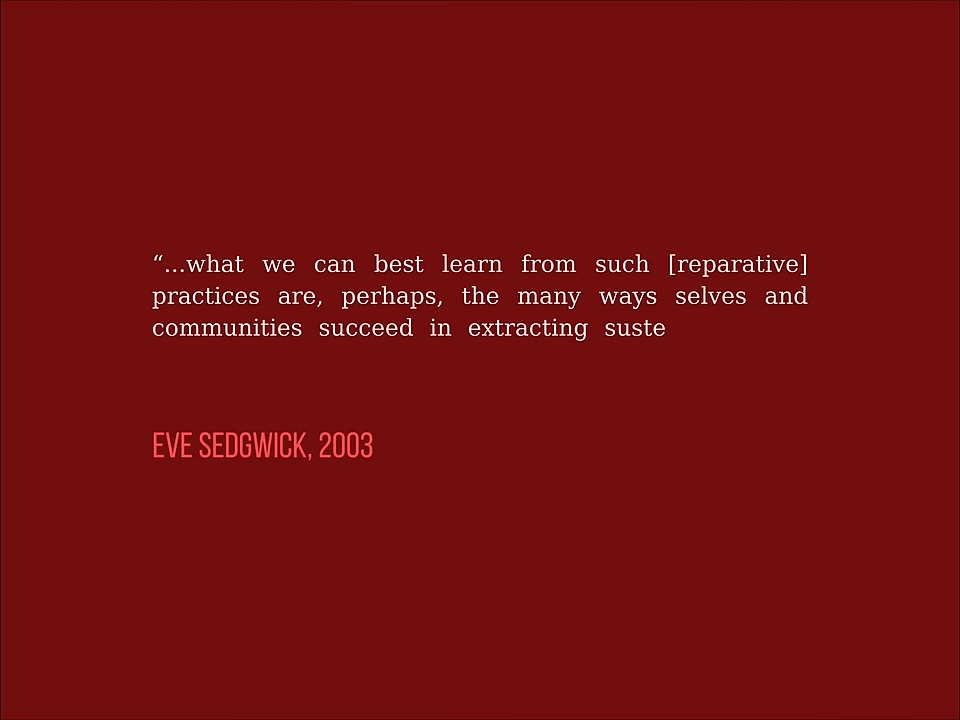 “...what we can best learn from such [reparative]
practices are, perhaps, the many ways selves and
communities succeed in extracting suste
EVE SEDGWICK, 2003